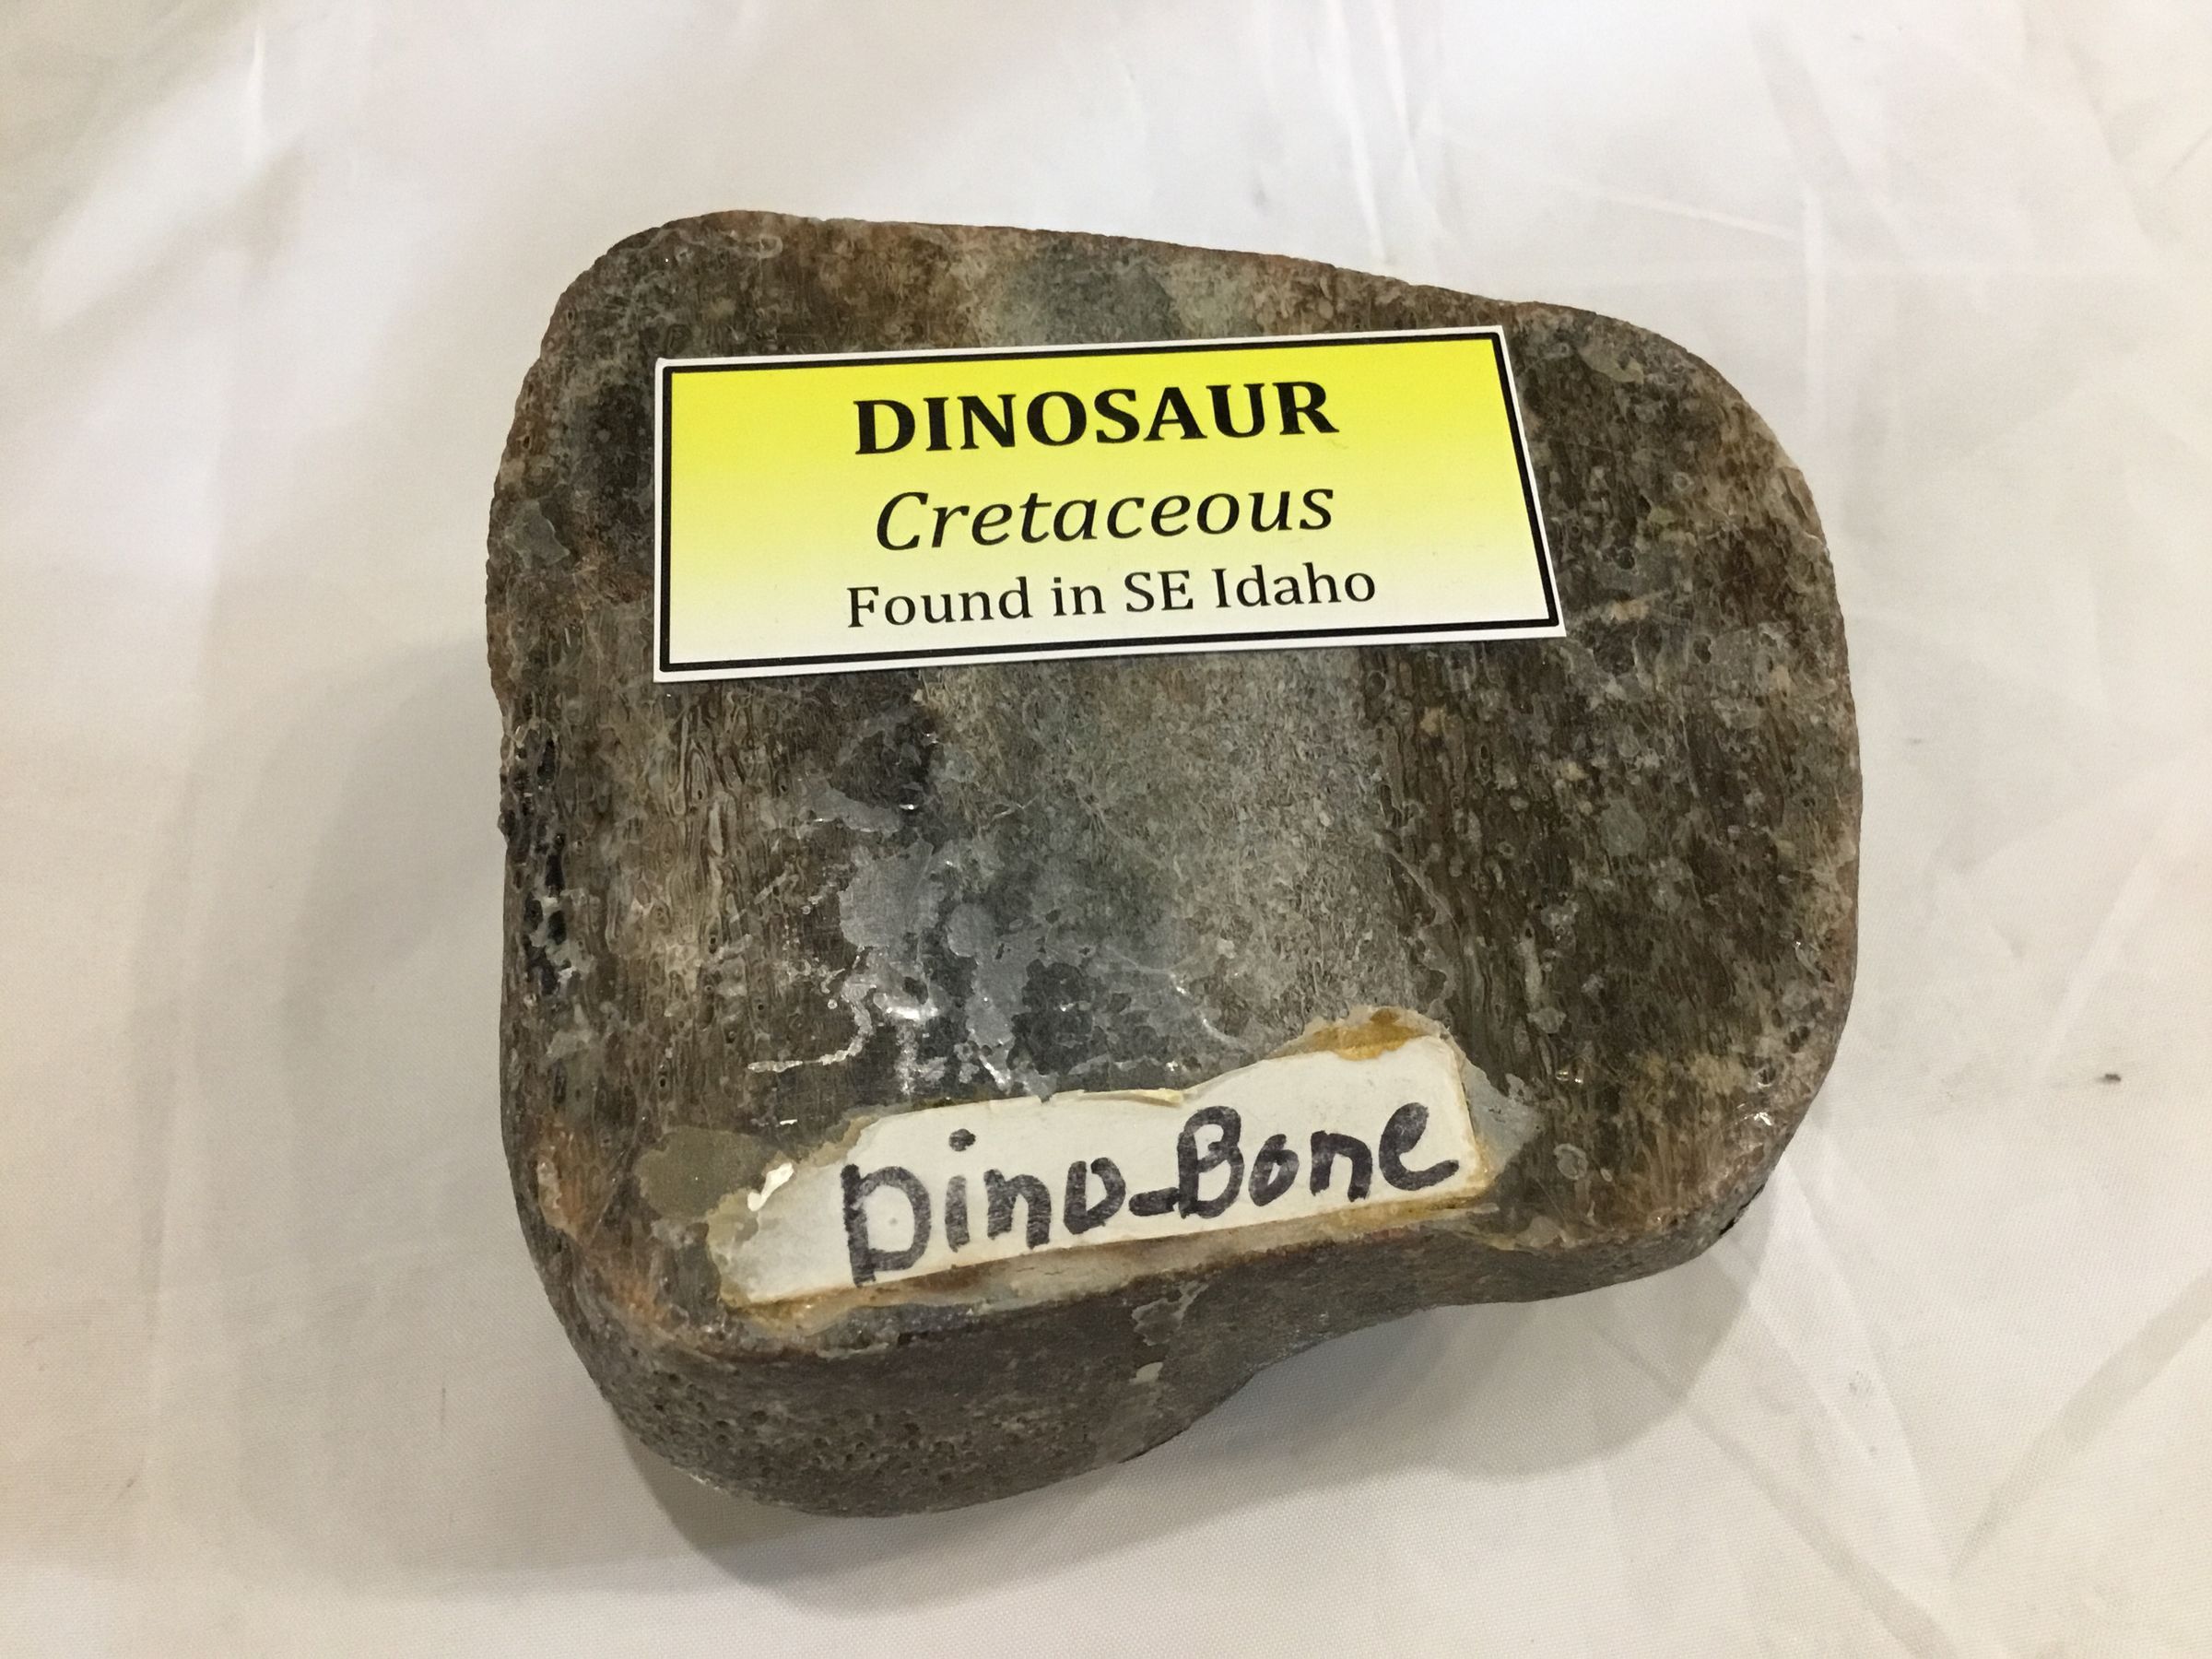 DINOSAUR
Cretaceous
Found in SE Idaho
Dino-Bone